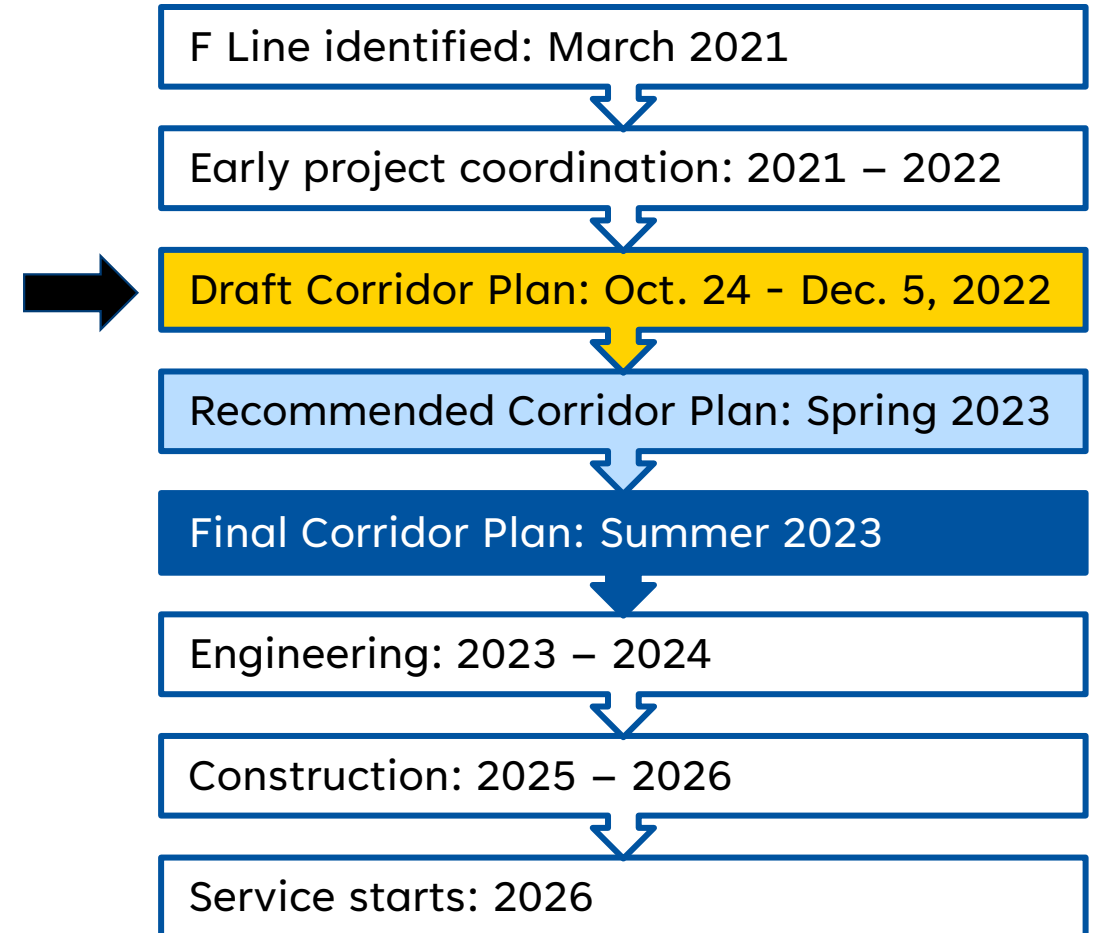 F Line identified: March 2021
Early project coordination: 2021 – 2022
Draft Corridor Plan: Oct. 24 - Dec. 5, 2022
Recommended Corridor Plan: Spring 2023
Final Corridor Plan: Summer 2023
Engineering: 2023 – 2024
Construction: 2025 – 2026
Service starts: 2026